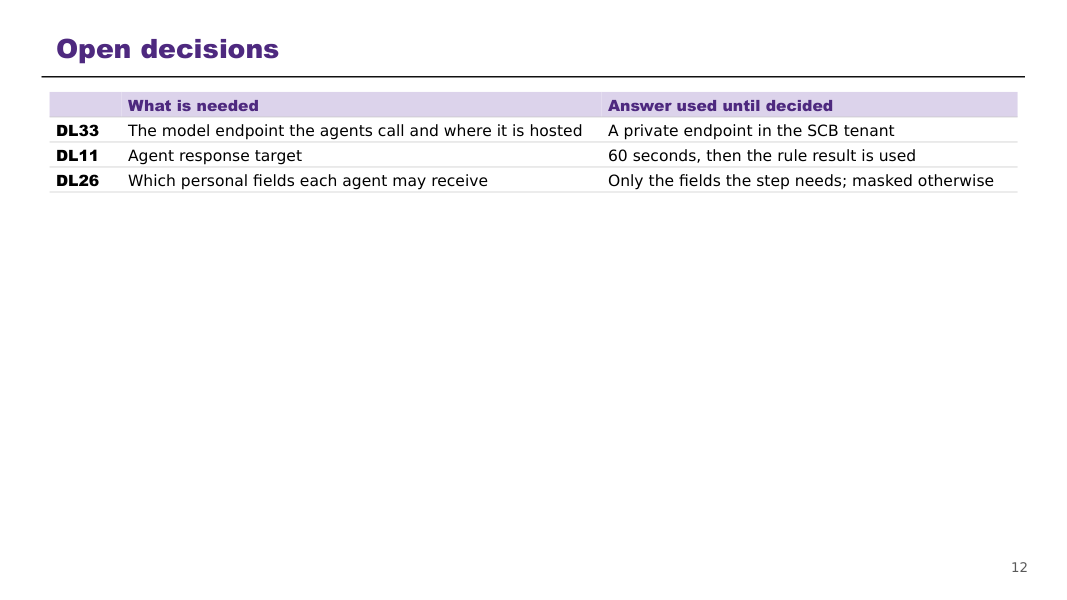 Open decisions
What is needed Answer used until decided
DL33 The model endpoint the agents call and where it is hosted A private endpoint in the SCB tenant
DL11 Agent response target 60 seconds, then the rule result is used
DL26 Which personal fields each agent may receive Only the fields the step needs; masked otherwise
12